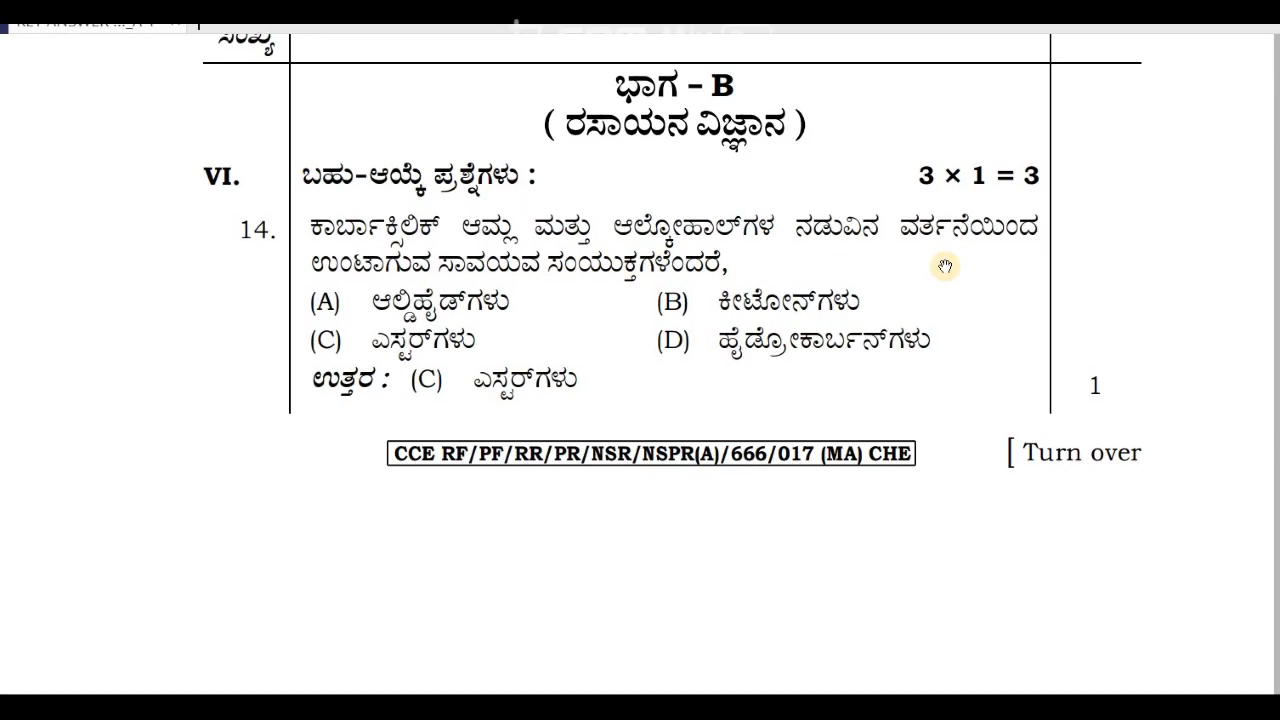 ಸಂಖ್ಯೆ
ಭಾಗ – B
( ರಸಾಯನ ವಿಜ್ಞಾನ )
VI. ಬಹು-ಆಯ್ಕೆ ಪ್ರಶ್ನೆಗಳು : 3 × 1 = 3
14. ಕಾರ್ಬಾಕ್ಸಿಲಿಕ್ ಆಮ್ಲ ಮತ್ತು ಆಲ್ಕೋಹಾಲ್‌ಗಳ ನಡುವಿನ ವರ್ತನೆಯಿಂದ
ಉಂಟಾಗುವ ಸಾವಯವ ಸಂಯುಕ್ತಗಳೆಂದರೆ,
(A) ಆಲ್ಡಿಹೈಡ್‌ಗಳು (B) ಕೀಟೋನ್‌ಗಳು
(C) ಎಸ್ಟರ್‌ಗಳು (D) ಹೈಡ್ರೋಕಾರ್ಬನ್‌ಗಳು
ಉತ್ತರ : (C) ಎಸ್ಟರ್‌ಗಳು 1
CCE RF/PF/RR/PR/NSR/NSPR(A)/666/017 (MA) CHE [ Turn over